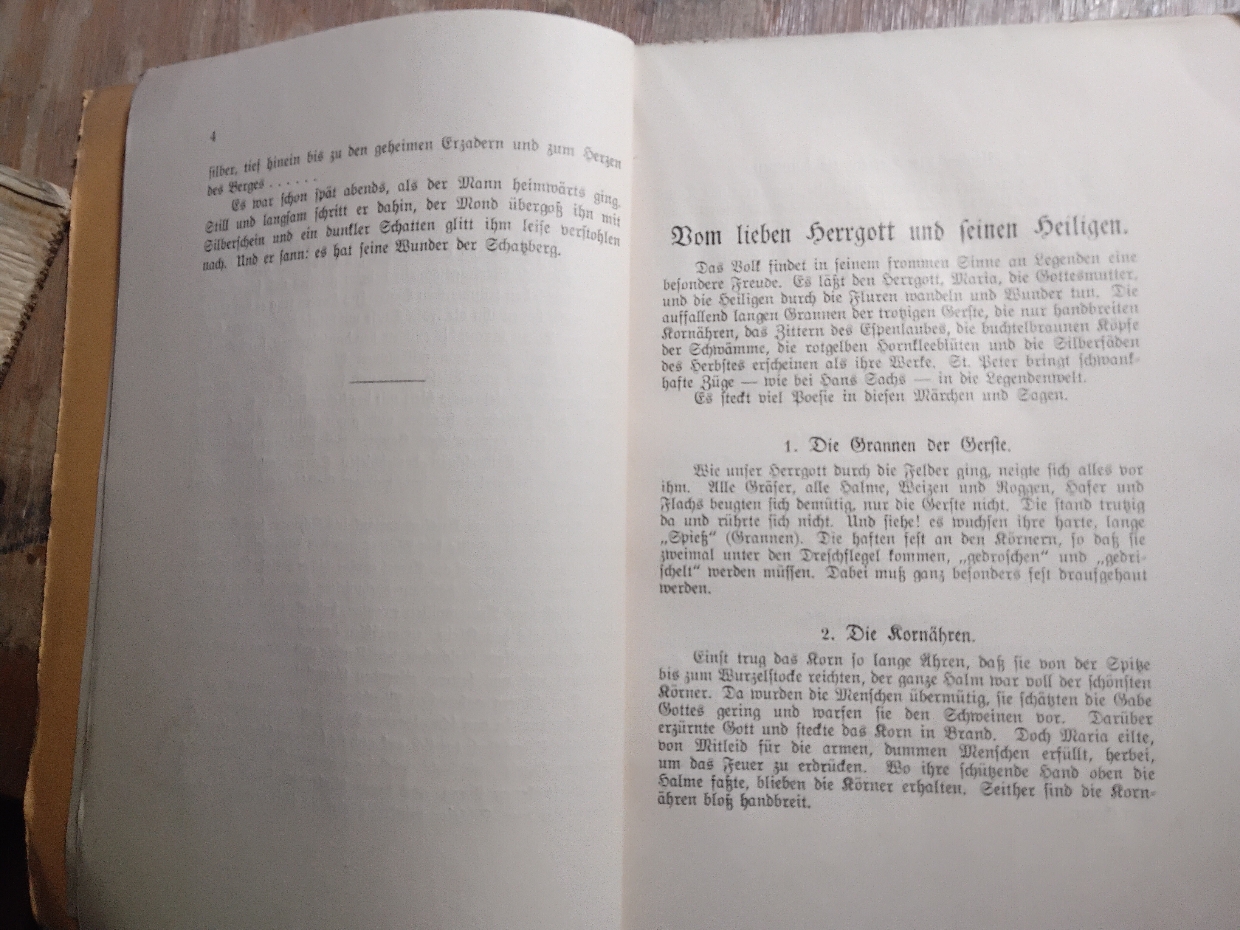 4
silber, tief hinein bis zu den geheimen Erzadern und zum Herzen
des Berges . . . . . .
Es war schon spät abends, als der Mann heimwärts ging.
Still und langsam schritt er dahin, der Mond übergoß ihn mit
Silberschein und ein dunkler Schatten glitt ihm leise verstohlen
nach. Und er sann: es hat seine Wunder der Schatzberg.
Vom lieben Herrgott und seinen Heiligen.
Das Volk findet in seinem frommen Sinne an Legenden eine
besondere Freude. Es läßt den Herrgott, Maria, die Gottesmutter,
und die Heiligen durch die Fluren wandeln und Wunder tun. Die
auffallend langen Grannen der trotzigen Gerste, die nur handbreiten
Kornähren, das Zittern des Espenlaubes, die buchtelbraunen Köpfe
der Schwämme, die rotgelben Hornkleeblüten und die Silberfäden
des Herbstes erscheinen als ihre Werke. St. Peter bringt schwank-
hafte Züge — wie bei Hans Sachs — in die Legendenwelt.
Es steckt viel Poesie in diesen Märchen und Sagen.
1. Die Grannen der Gerste.
Wie unser Herrgott durch die Felder ging, neigte sich alles vor
ihm. Alle Gräser, alle Halme, Weizen und Roggen, Hafer und
Flachs beugten sich demütig, nur die Gerste nicht. Die stand trutzig
da und rührte sich nicht. Und siehe! es wuchsen ihre harte, lange
„Spieß“ (Grannen). Die haften fest an den Körnern, so daß sie
zweimal unter den Dreschflegel kommen, „gedroschen“ und „gedri-
schelt“ werden müssen. Dabei muß ganz besonders fest draufgehaut
werden.
2. Die Kornähren.
Einst trug das Korn so lange Ähren, daß sie von der Spitze
bis zum Wurzelstocke reichten, der ganze Halm war voll der schönsten
Körner. Da wurden die Menschen übermütig, sie schätzten die Gabe
Gottes gering und warfen sie den Schweinen vor. Darüber
erzürnte Gott und steckte das Korn in Brand. Doch Maria eilte,
von Mitleid für die armen, dummen Menschen erfüllt, herbei,
um das Feuer zu erdrücken. Wo ihre schützende Hand oben die
Halme faßte, blieben die Körner erhalten. Seither sind die Korn-
ähren bloß handbreit.